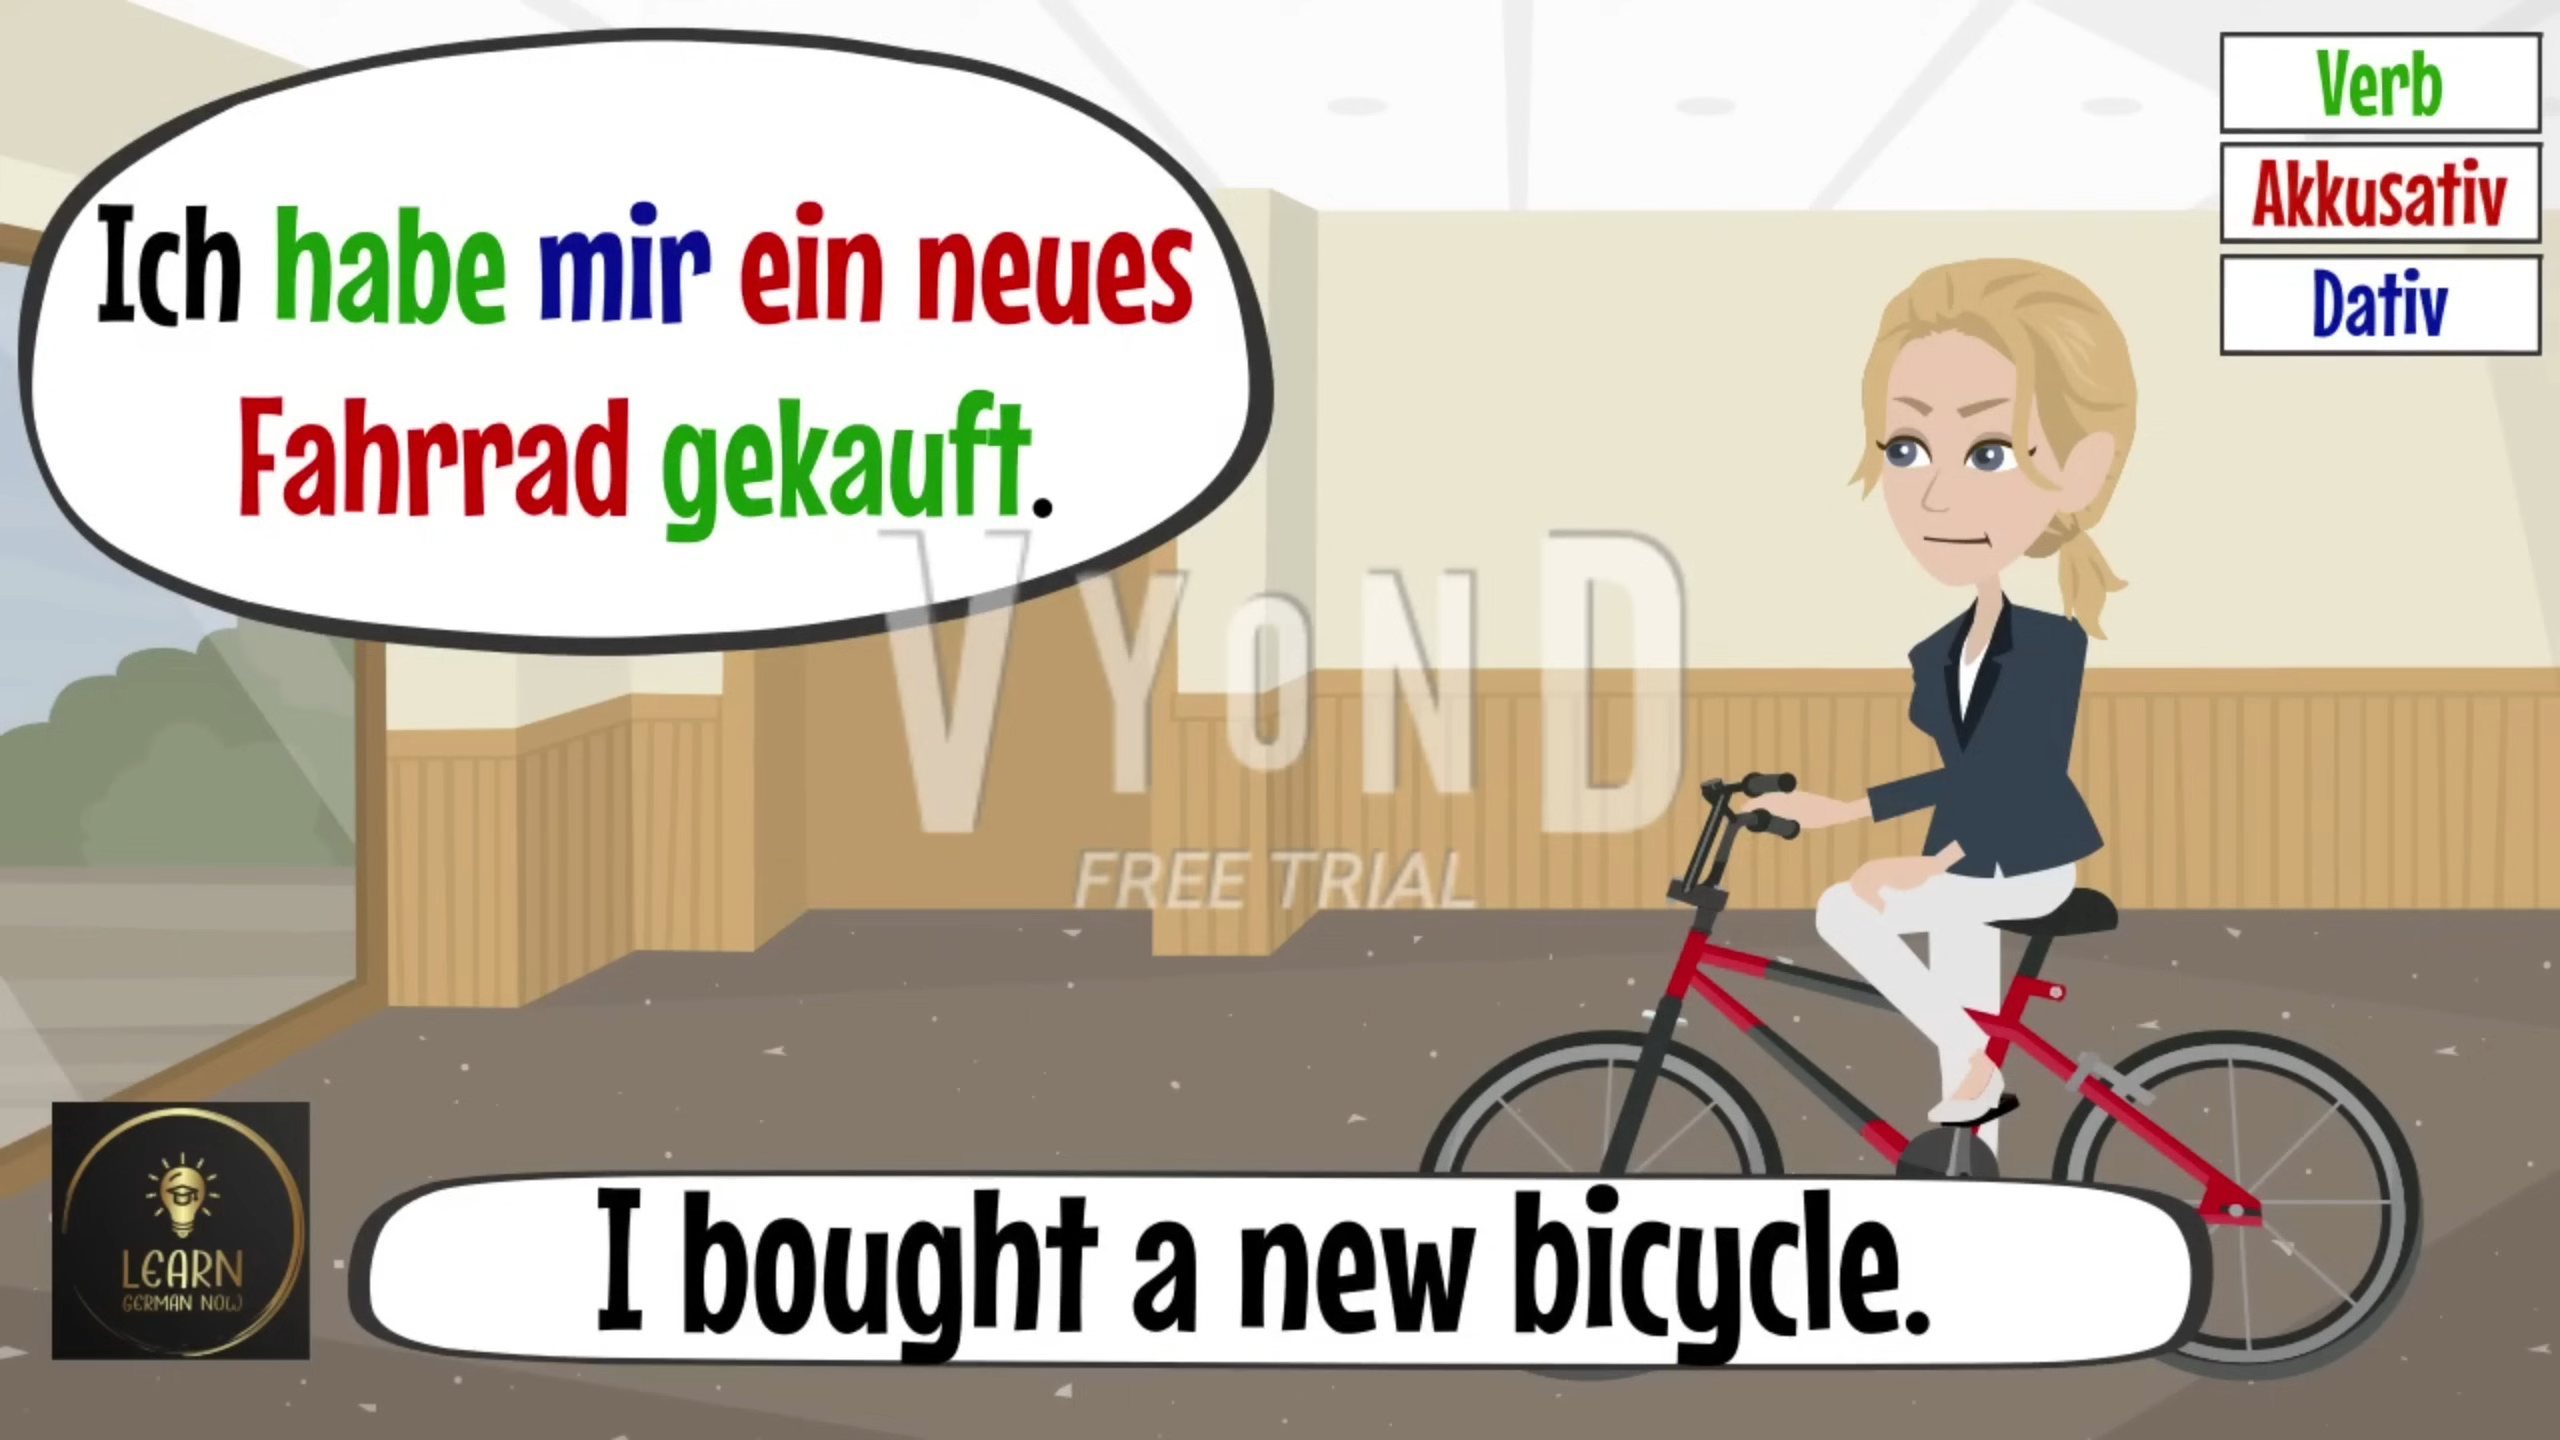 Ich habe mir ein neues
Fahrrad gekauft.
Verb
Akkusativ
Dativ
VYOND
FREE TRIAL
LEARN
GERMAN NOW
I bought a new bicycle.